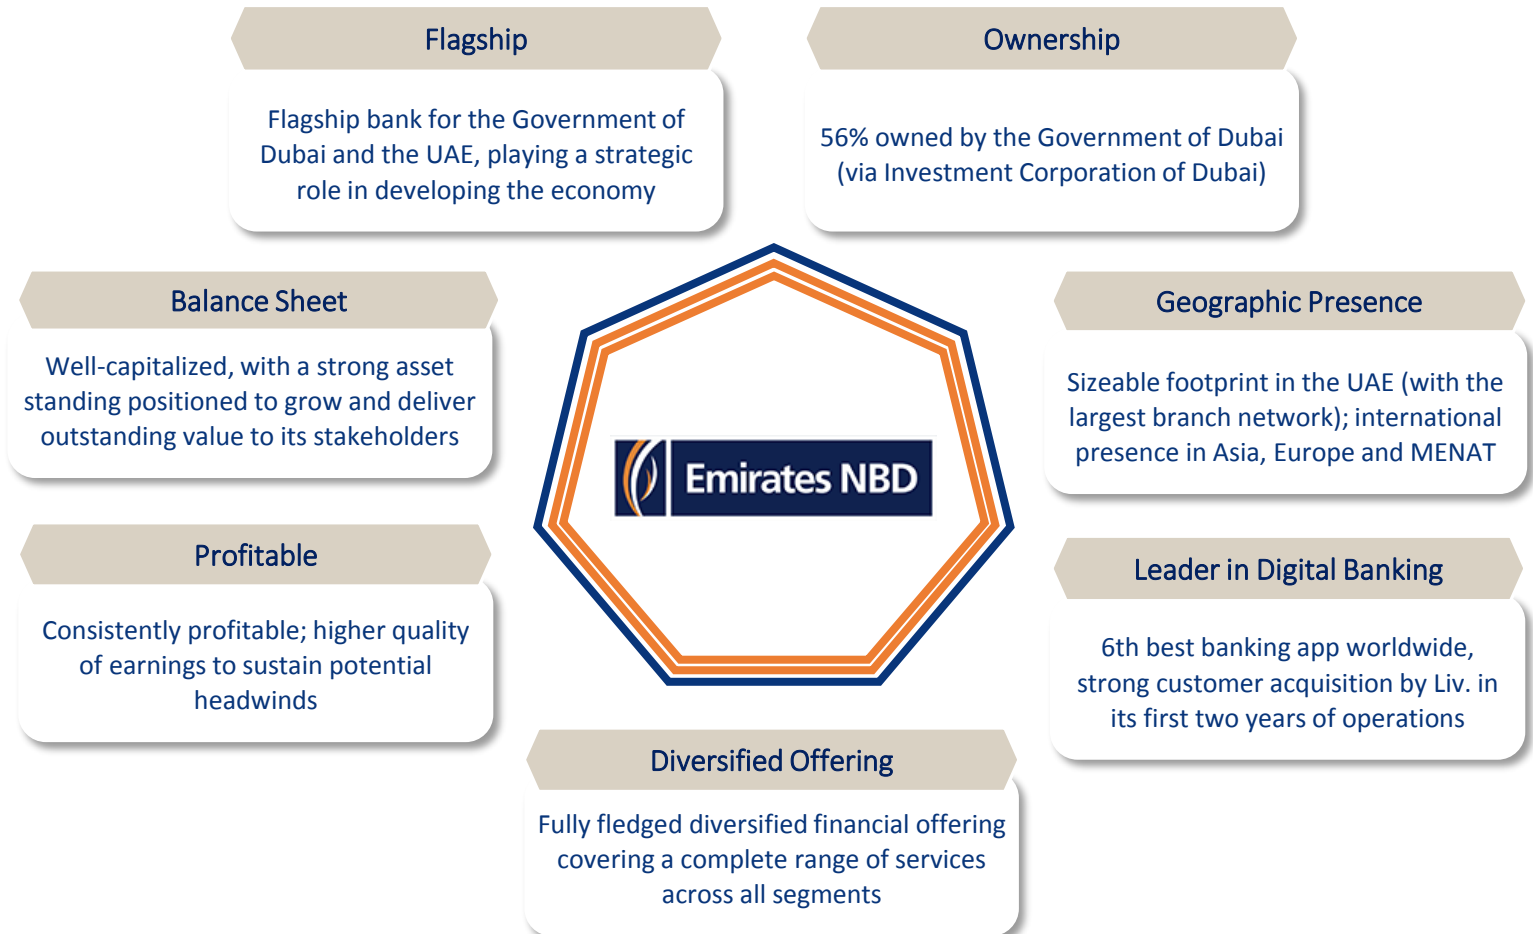 Flagship
Flagship bank for the Government of
Dubai and the UAE, playing a strategic
role in developing the economy
Ownership
56% owned by the Government of Dubai
(via Investment Corporation of Dubai)
Balance Sheet
Well-capitalized, with a strong asset
standing positioned to grow and deliver
outstanding value to its stakeholders
Geographic Presence
Sizeable footprint in the UAE (with the
largest branch network); international
presence in Asia, Europe and MENAT
Emirates NBD
Profitable
Consistently profitable; higher quality
of earnings to sustain potential
headwinds
Leader in Digital Banking
6th best banking app worldwide,
strong customer acquisition by Liv. in
its first two years of operations
Diversified Offering
Fully fledged diversified financial offering
covering a complete range of services
across all segments